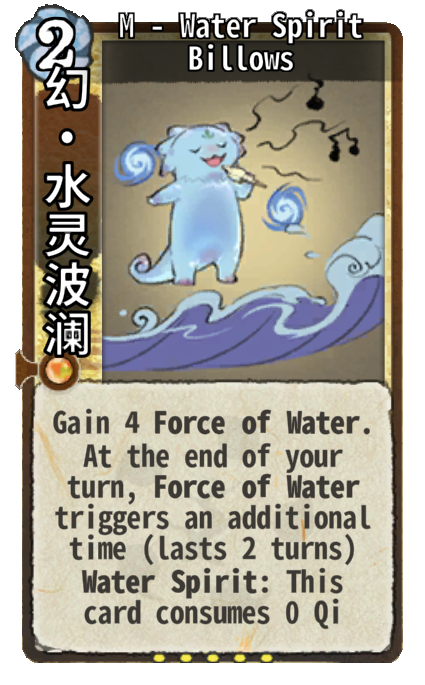 2
M - Water Spirit
Billows
幻·水灵波澜
Gain 4 Force of Water.
At the end of your
turn, Force of Water
triggers an additional
time (lasts 2 turns)
Water Spirit: This
card consumes 0 Qi